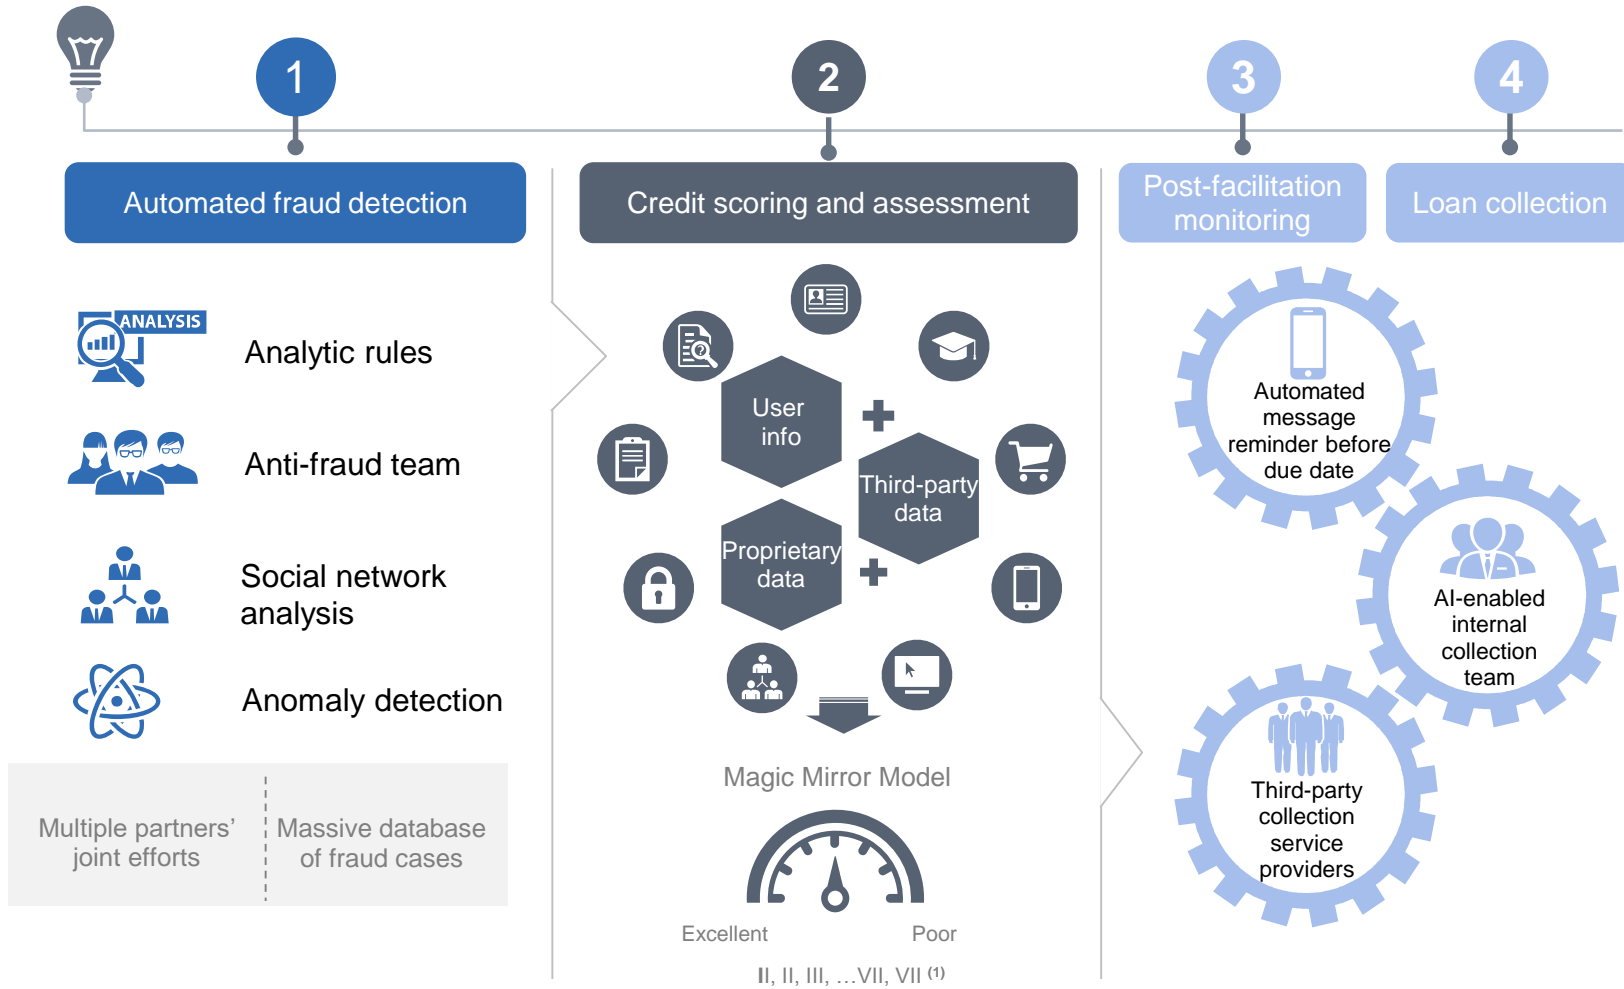 1
2
3
4
Automated fraud detection
Credit scoring and assessment
Post-facilitation
monitoring
Loan collection
ANALYSIS
Analytic rules
Anti-fraud team
Social network
analysis
Anomaly detection
Multiple partners’
joint efforts
Massive database
of fraud cases
User
info
Third-party
data
Proprietary
data
?
Magic Mirror Model
Excellent
Poor
II, II, III, …VII, VII (1)
Automated
message
reminder before
due date
AI-enabled
internal
collection
team
Third-party
collection
service
providers